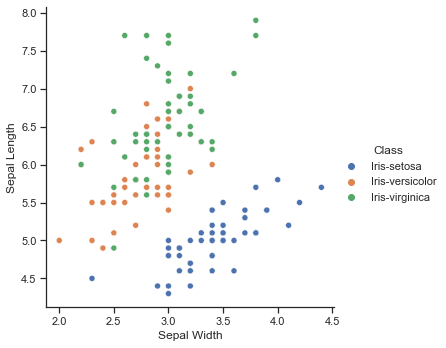 8.0
7.5
7.0
6.5
6.0
5.5
5.0
4.5
Sepal Length
2.0 2.5 3.0 3.5 4.0 4.5
Sepal Width
Class
Iris-setosa
Iris-versicolor
Iris-virginica